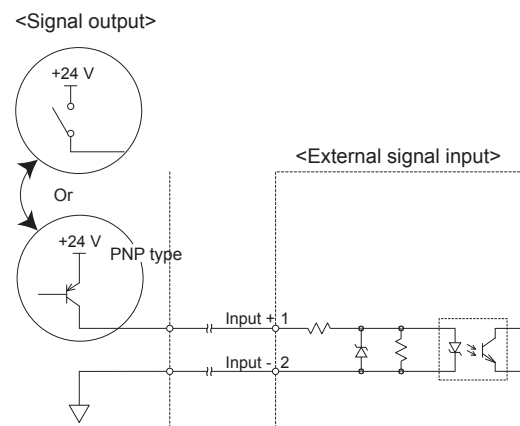 <Signal output>
+24 V
<External signal input>
Or
+24 V
PNP type
Input + 1
Input - 2